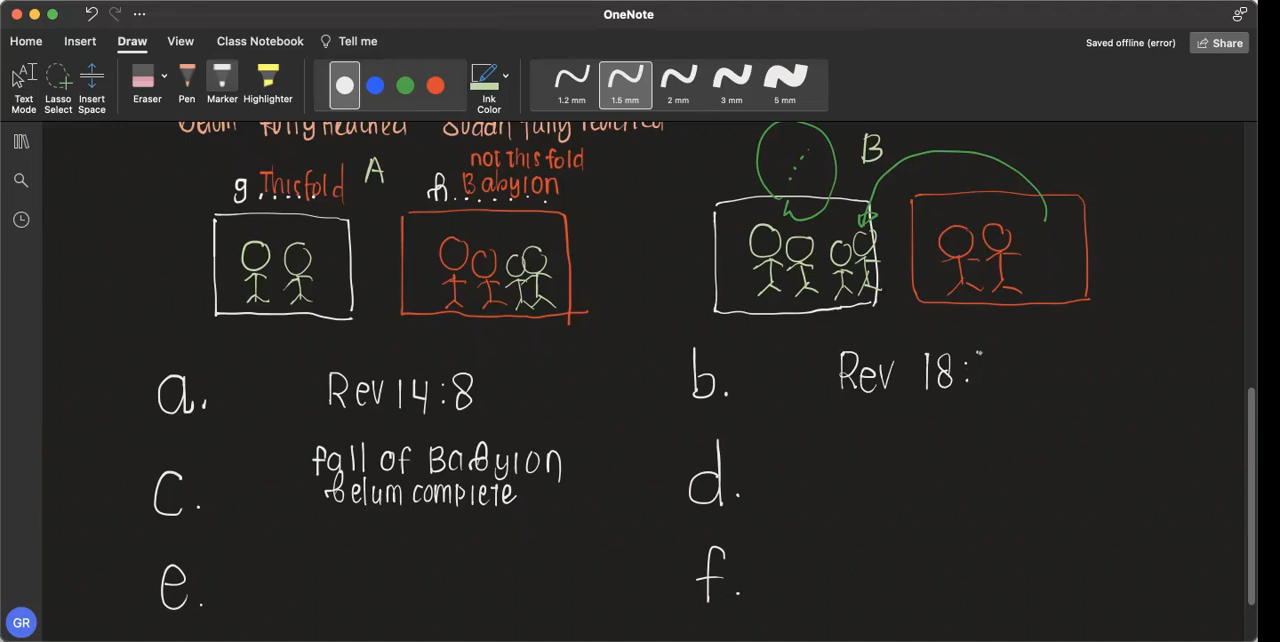 OneNote
Home Insert Draw View Class Notebook Tell me
Saved offline (error) Share
Text Mode
Lasso Select
Insert Space
Eraser
Pen
Marker
Highlighter
Ink Color
1.2 mm
1.5 mm
2 mm
3 mm
5 mm
Belum fully reached
Sudah fully reached
g. This fold A
not this fold
h. Babylon
B
a. Rev 14:8
b. Rev 18:
c. fall of Babylon
belum complete
d.
e.
f.
GR